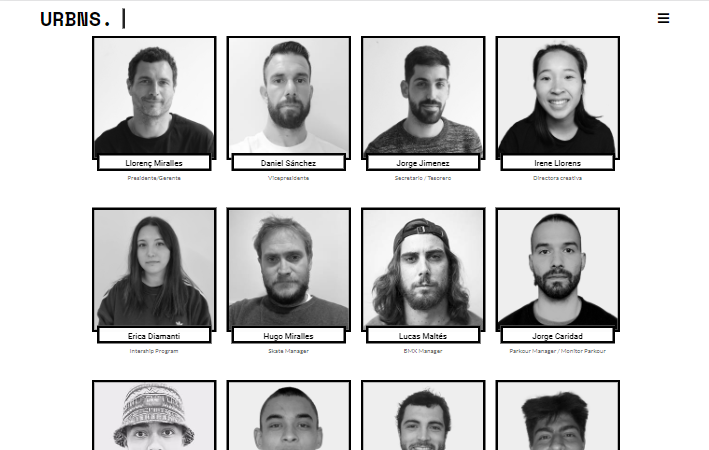 URBNS.
Llorenç Miralles
Daniel Sánchez
Jorge Jimenez
Irene Llorens
Presidente/Gerente
Vicepresidente
Secretario / Tesorero
Directora creativa
Erica Diamanti
Hugo Miralles
Lucas Maltés
Jorge Caridad
Intership Program
Skate Manager
BMX Manager
Parkour Manager / Monitor Parkour